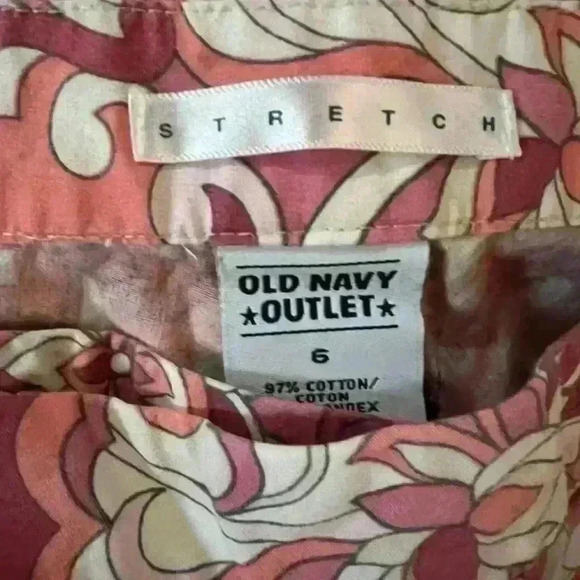 STRETCH
OLD NAVY
★OUTLET★
6
97% COTTON/
COTON